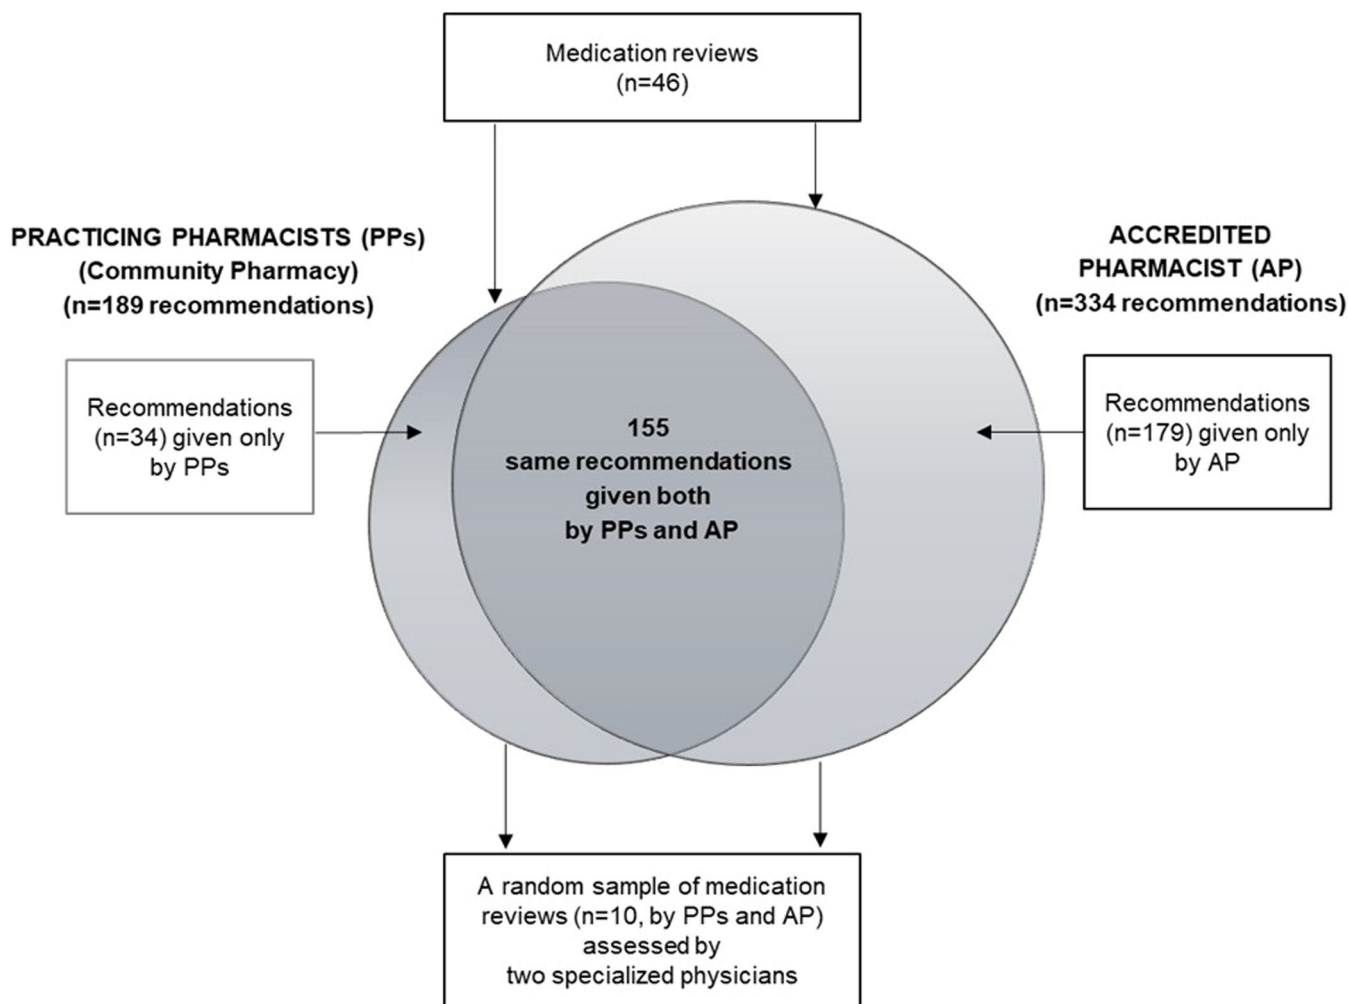 Medication reviews
(n=46)
PRACTICING PHARMACISTS (PPs)
(Community Pharmacy)
(n=189 recommendations)
ACCREDITED
PHARMACIST (AP)
(n=334 recommendations)
Recommendations
(n=34) given only
by PPs
155
same recommendations
given both
by PPs and AP
Recommendations
(n=179) given only
by AP
A random sample of medication
reviews (n=10, by PPs and AP)
assessed by
two specialized physicians